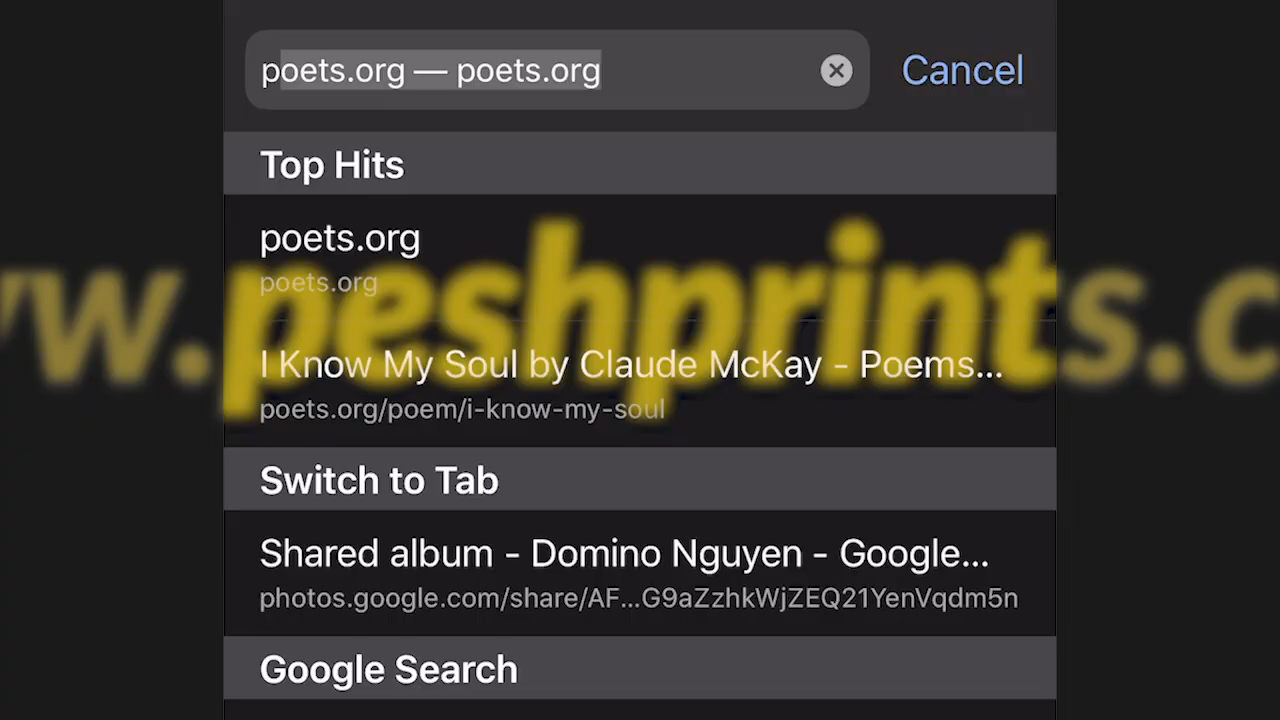 poets.org — poets.org
Cancel
Top Hits
poets.org
poets.org
www.peshprints.c
I Know My Soul by Claude McKay - Poems...
poets.org/poem/i-know-my-soul
Switch to Tab
Shared album - Domino Nguyen - Google...
photos.google.com/share/AF...G9aZzhkWjZEQ21YenVqdm5n
Google Search